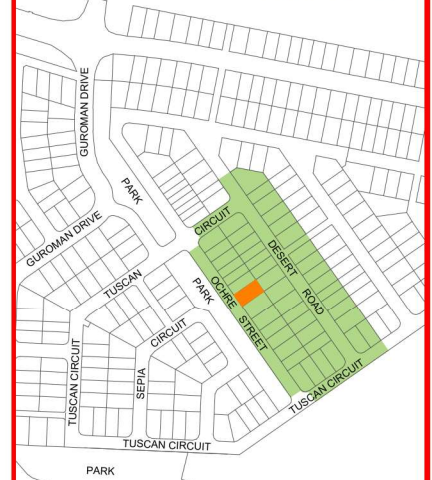 GUROMAN DRIVE
PARK
CIRCUIT
GUROMAN DRIVE
DESERT ROAD
TUSCAN
PARK
OCHRE STREET
CIRCUIT
TUSCAN CIRCUIT
SEPIA
TUSCAN CIRCUIT
TUSCAN CIRCUIT
PARK